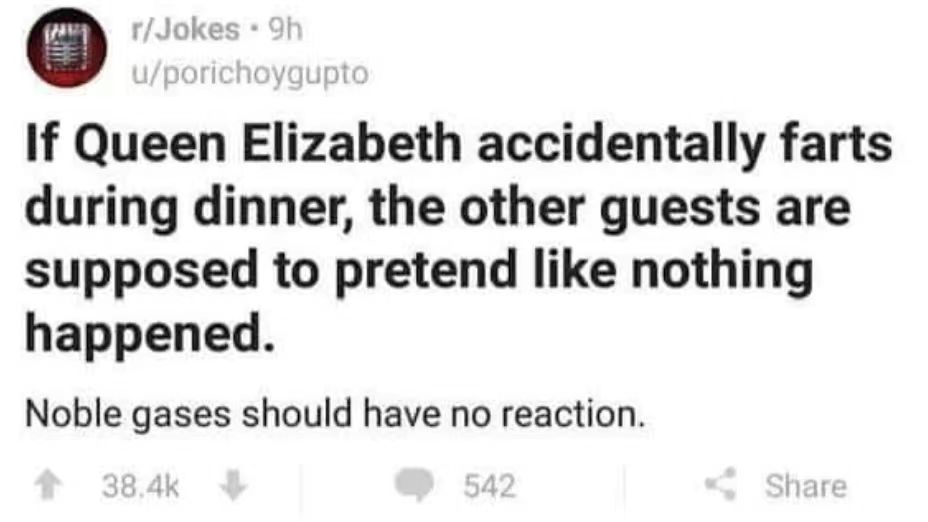 r/Jokes • 9h
u/porichoygupto
If Queen Elizabeth accidentally farts
during dinner, the other guests are
supposed to pretend like nothing
happened.
Noble gases should have no reaction.
38.4k 542 Share